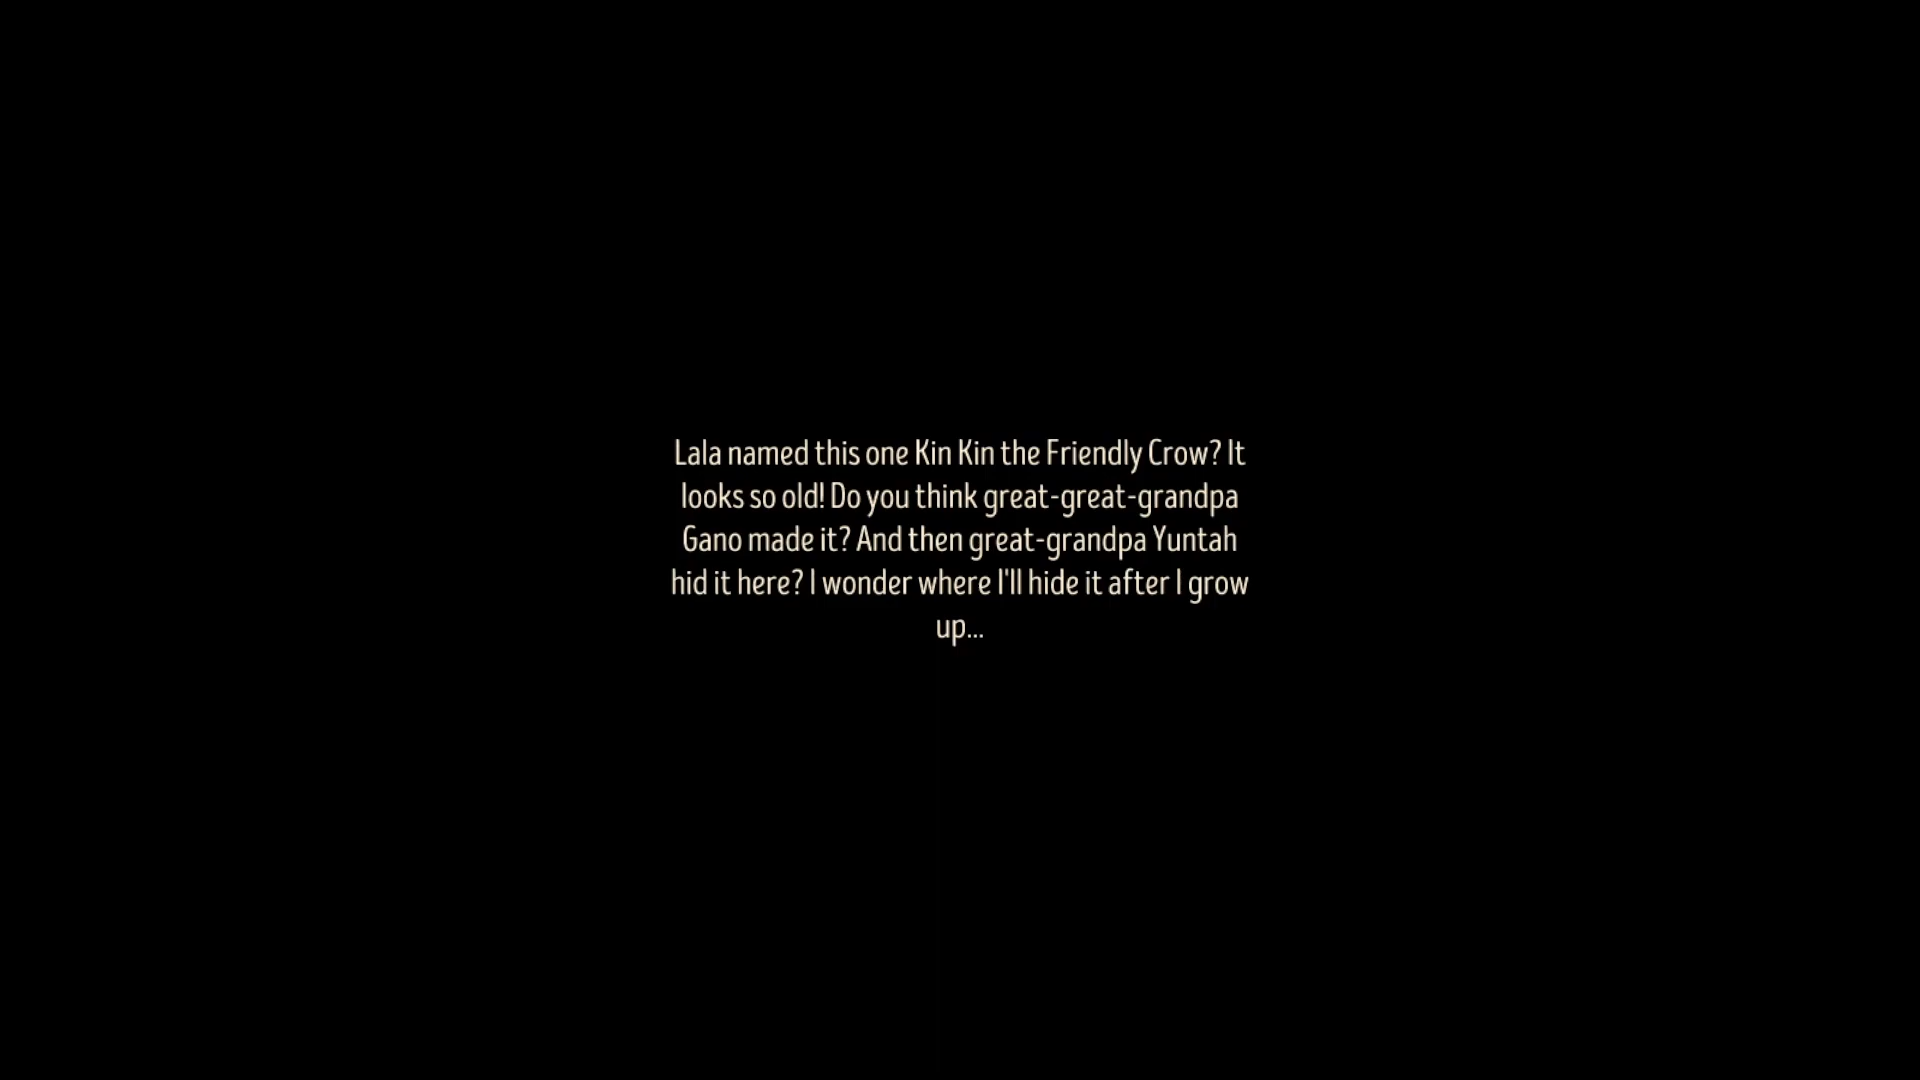 Lala named this one Kin Kin the Friendly Crow? It
looks so old! Do you think great-great-grandpa
Gano made it? And then great-grandpa Yuntah
hid it here? I wonder where I'll hide it after I grow
up...